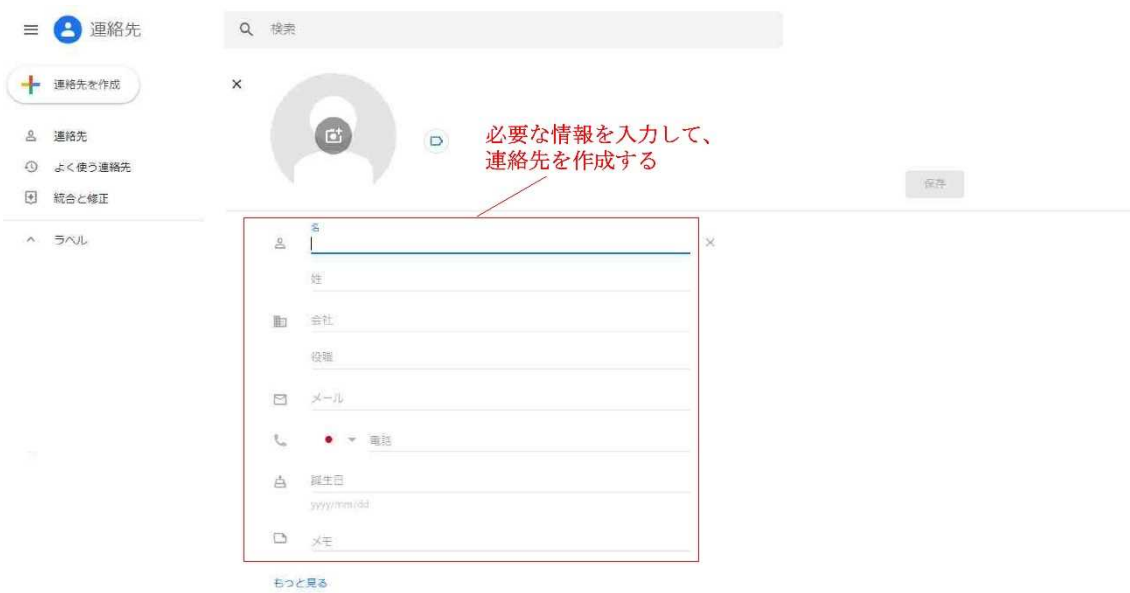 連絡先
検索
連絡先を作成
連絡先
よく使う連絡先
統合と修正
ラベル
必要な情報を入力して、
連絡先を作成する
保存
名
姓
会社
役職
メール
電話
誕生日
yyyy/mm/dd
メモ
もっと見る